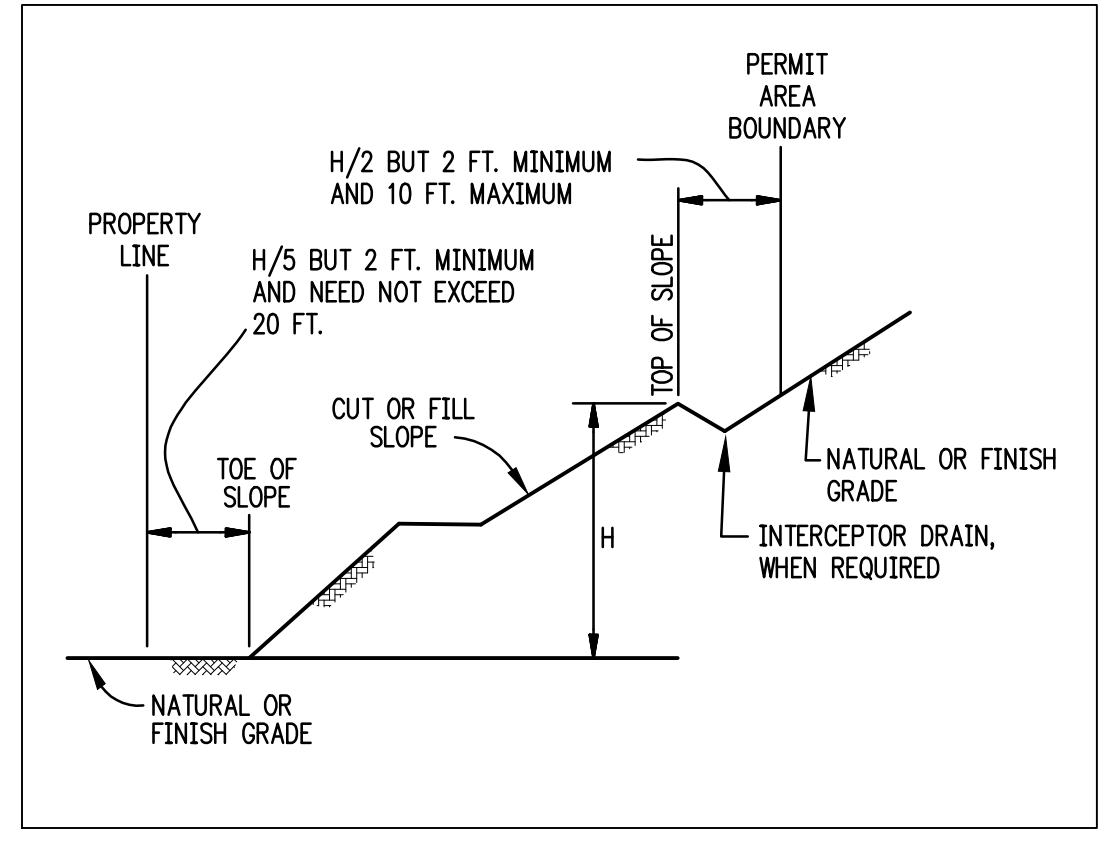 PERMIT
AREA
BOUNDARY
H/2 BUT 2 FT. MINIMUM
AND 10 FT. MAXIMUM
PROPERTY
LINE
H/5 BUT 2 FT. MINIMUM
AND NEED NOT EXCEED
20 FT.
TOP OF SLOPE
CUT OR FILL
SLOPE
TOE OF
SLOPE
NATURAL OR FINISH
GRADE
H
INTERCEPTOR DRAIN,
WHEN REQUIRED
NATURAL OR
FINISH GRADE